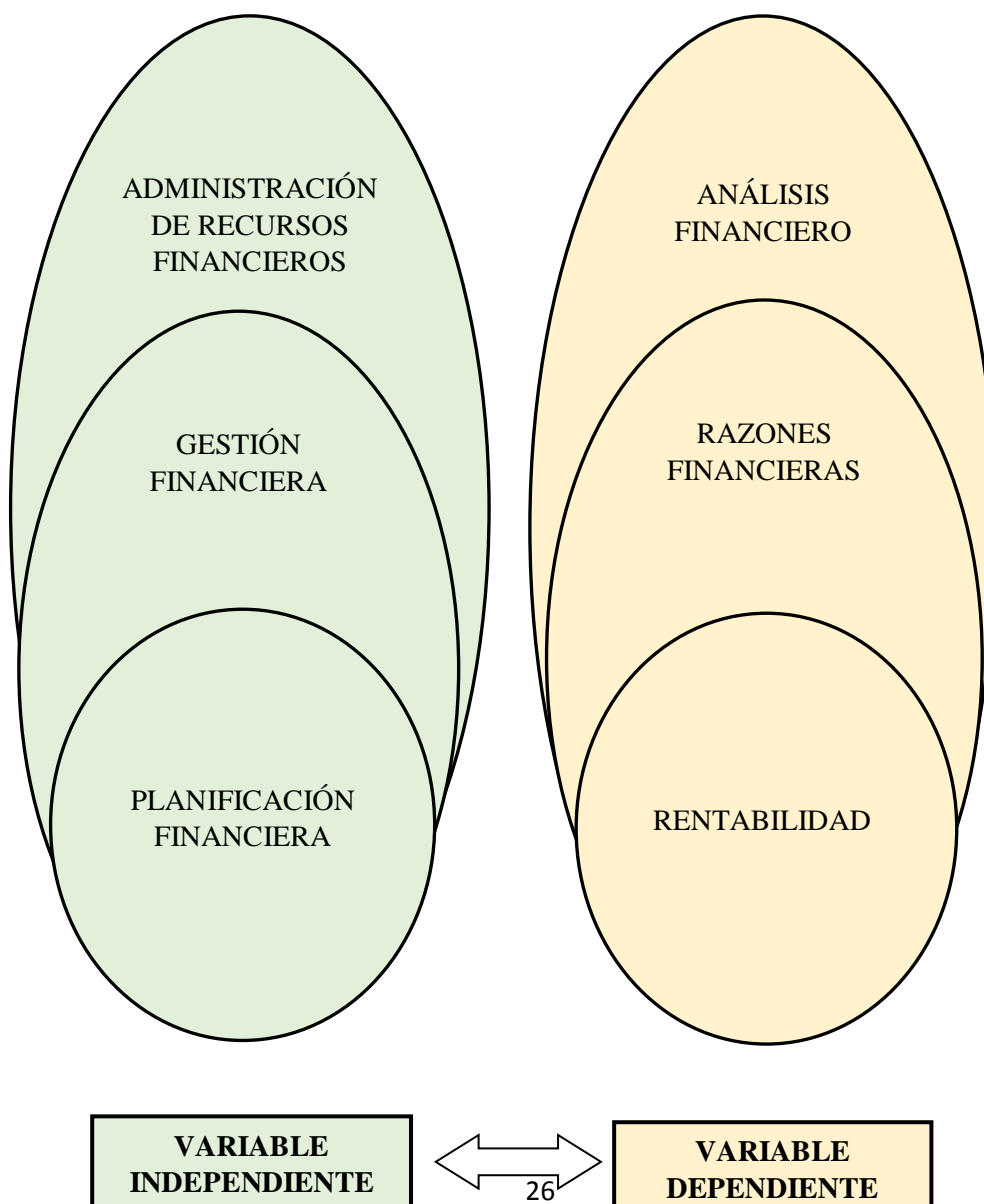 ADMINISTRACIÓN
DE RECURSOS
FINANCIEROS
GESTIÓN
FINANCIERA
PLANIFICACIÓN
FINANCIERA
ANÁLISIS
FINANCIERO
RAZONES
FINANCIERAS
RENTABILIDAD
VARIABLE
INDEPENDIENTE
26
VARIABLE
DEPENDIENTE